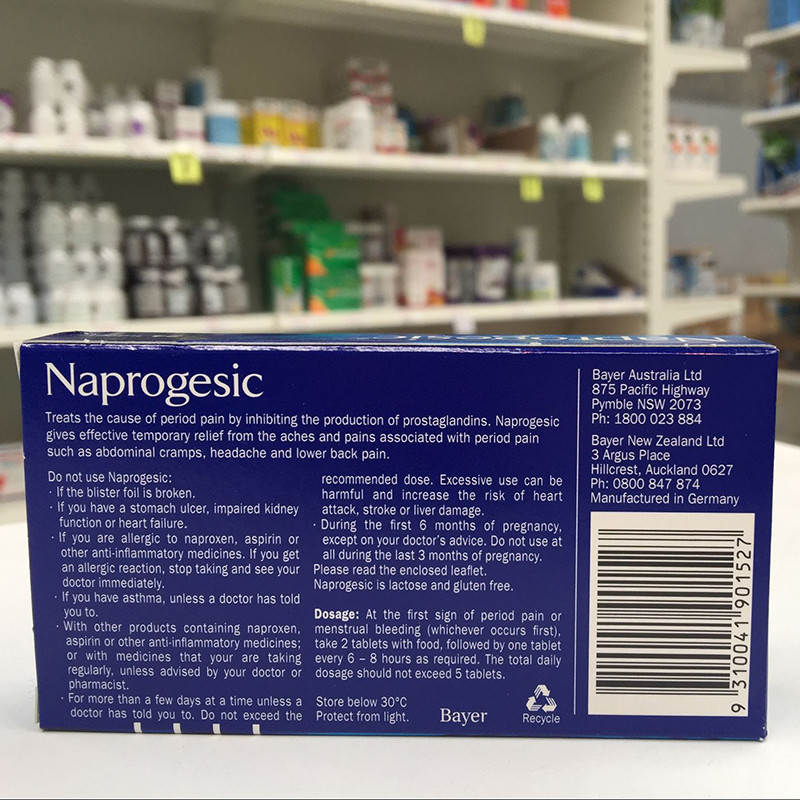 Naprogesic
Naprogesic
Treats the cause of period pain by inhibiting the production of prostaglandins. Naprogesic
gives effective temporary relief from the aches and pains associated with period pain
such as abdominal cramps, headache and lower back pain.
Do not use Naprogesic:
· If the blister foil is broken.
· If you have a stomach ulcer, impaired kidney
function or heart failure.
· If you are allergic to naproxen, aspirin or
other anti-inflammatory medicines. If you get
an allergic reaction, stop taking and see your
doctor immediately.
· If you have asthma, unless a doctor has told
you to.
· With other products containing naproxen,
aspirin or other anti-inflammatory medicines;
or with medicines that you are taking
regularly, unless advised by your doctor or
pharmacist.
· For more than a few days at a time unless a
doctor has told you to. Do not exceed the
recommended dose. Excessive use can be
harmful and increase the risk of heart
attack, stroke or liver damage.
· During the first 6 months of pregnancy,
except on your doctor's advice. Do not use at
all during the last 3 months of pregnancy.
Please read the enclosed leaflet.
Naprogesic is lactose and gluten free.
Dosage: At the first sign of period pain or
menstrual bleeding (whichever occurs first),
take 2 tablets with food, followed by one tablet
every 6 – 8 hours as required. The total daily
dosage should not exceed 5 tablets.
Store below 30°C
Protect from light.
Bayer
Recycle
Bayer Australia Ltd
875 Pacific Highway
Pymble NSW 2073
Ph: 1800 023 884
Bayer New Zealand Ltd
3 Argus Place
Hillcrest, Auckland 0627
Ph: 0800 847 874
Manufactured in Germany
9 310041 901527